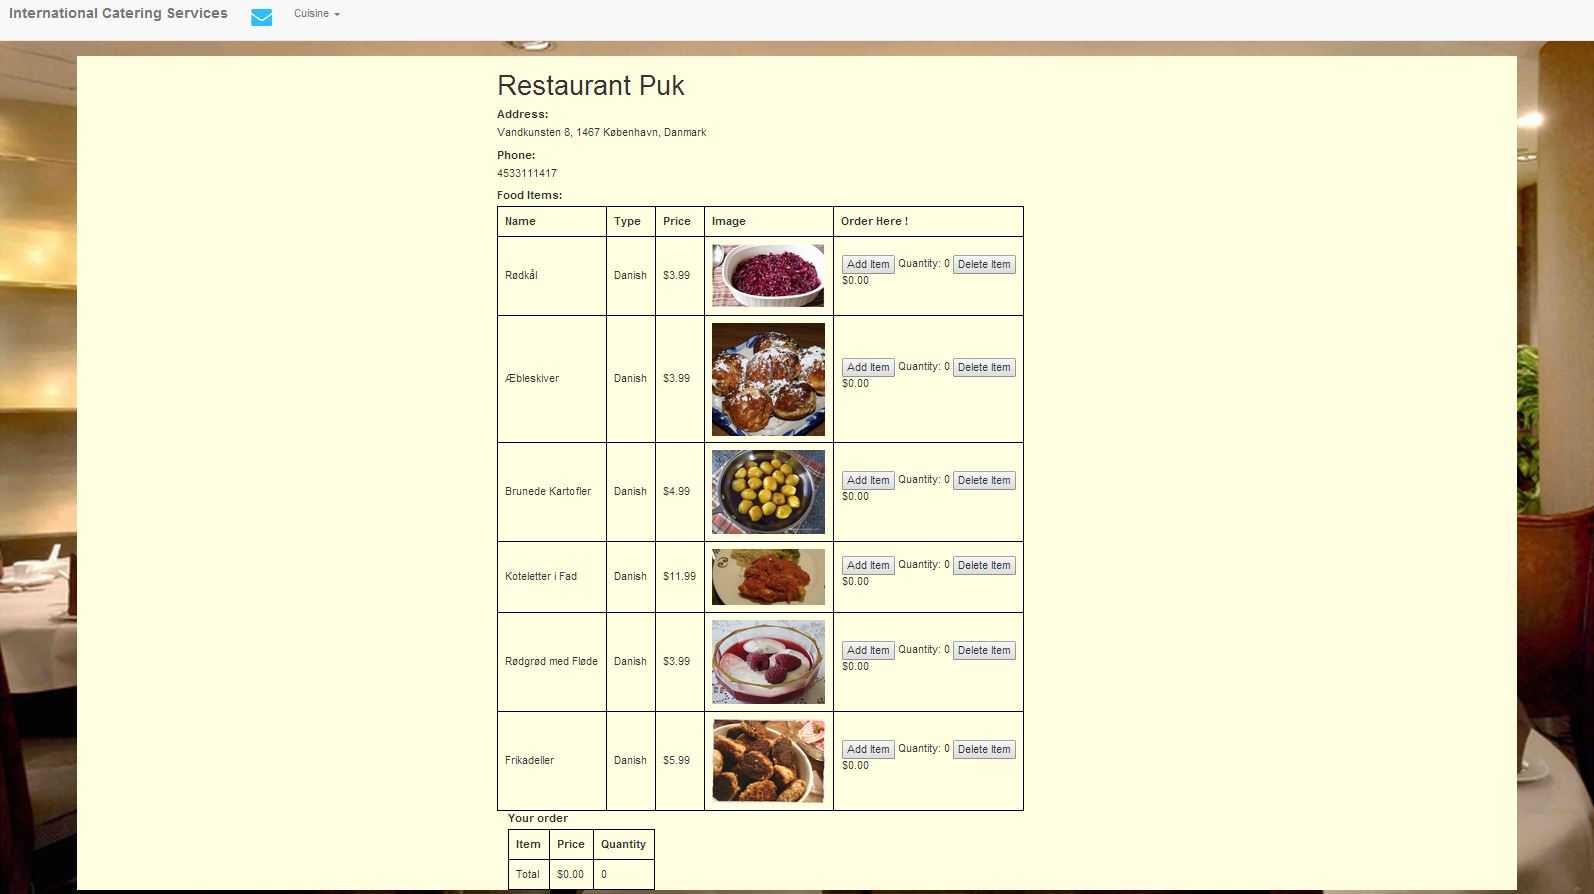 International Catering Services
Cuisine
Restaurant Puk
Address:
Vandkunsten 8, 1467 København, Danmark
Phone:
4533111417
Food Items:
Name Type Price Image Order Here !
Rødkål Danish $3.99 Add Item Quantity: 0 Delete Item
$0.00
Æbleskiver Danish $3.99 Add Item Quantity: 0 Delete Item
$0.00
Brunede Kartofler Danish $4.99 Add Item Quantity: 0 Delete Item
$0.00
Koteletter i Fad Danish $11.99 Add Item Quantity: 0 Delete Item
$0.00
Rødgrød med Fløde Danish $3.99 Add Item Quantity: 0 Delete Item
$0.00
Frikadeller Danish $5.99 Add Item Quantity: 0 Delete Item
$0.00
Your order
Item Price Quantity
Total $0.00 0